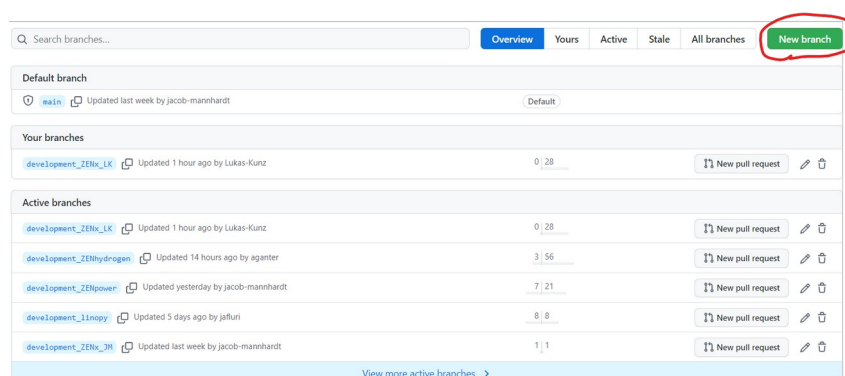 Search branches...
Overview Yours Active Stale All branches New branch
Default branch
main Updated last week by jacob-mannhardt Default
Your branches
development_ZENx_LK Updated 1 hour ago by Lukas-Kunz 0 28 New pull request
Active branches
development_ZENx_LK Updated 1 hour ago by Lukas-Kunz 0 28 New pull request
development_ZENhydrogen Updated 14 hours ago by aganter 3 56 New pull request
development_ZENpower Updated yesterday by jacob-mannhardt 7 21 New pull request
development_linopy Updated 5 days ago by jafluri 8 8 New pull request
development_ZENx_JM Updated last week by jacob-mannhardt 1 1 New pull request
View more active branches